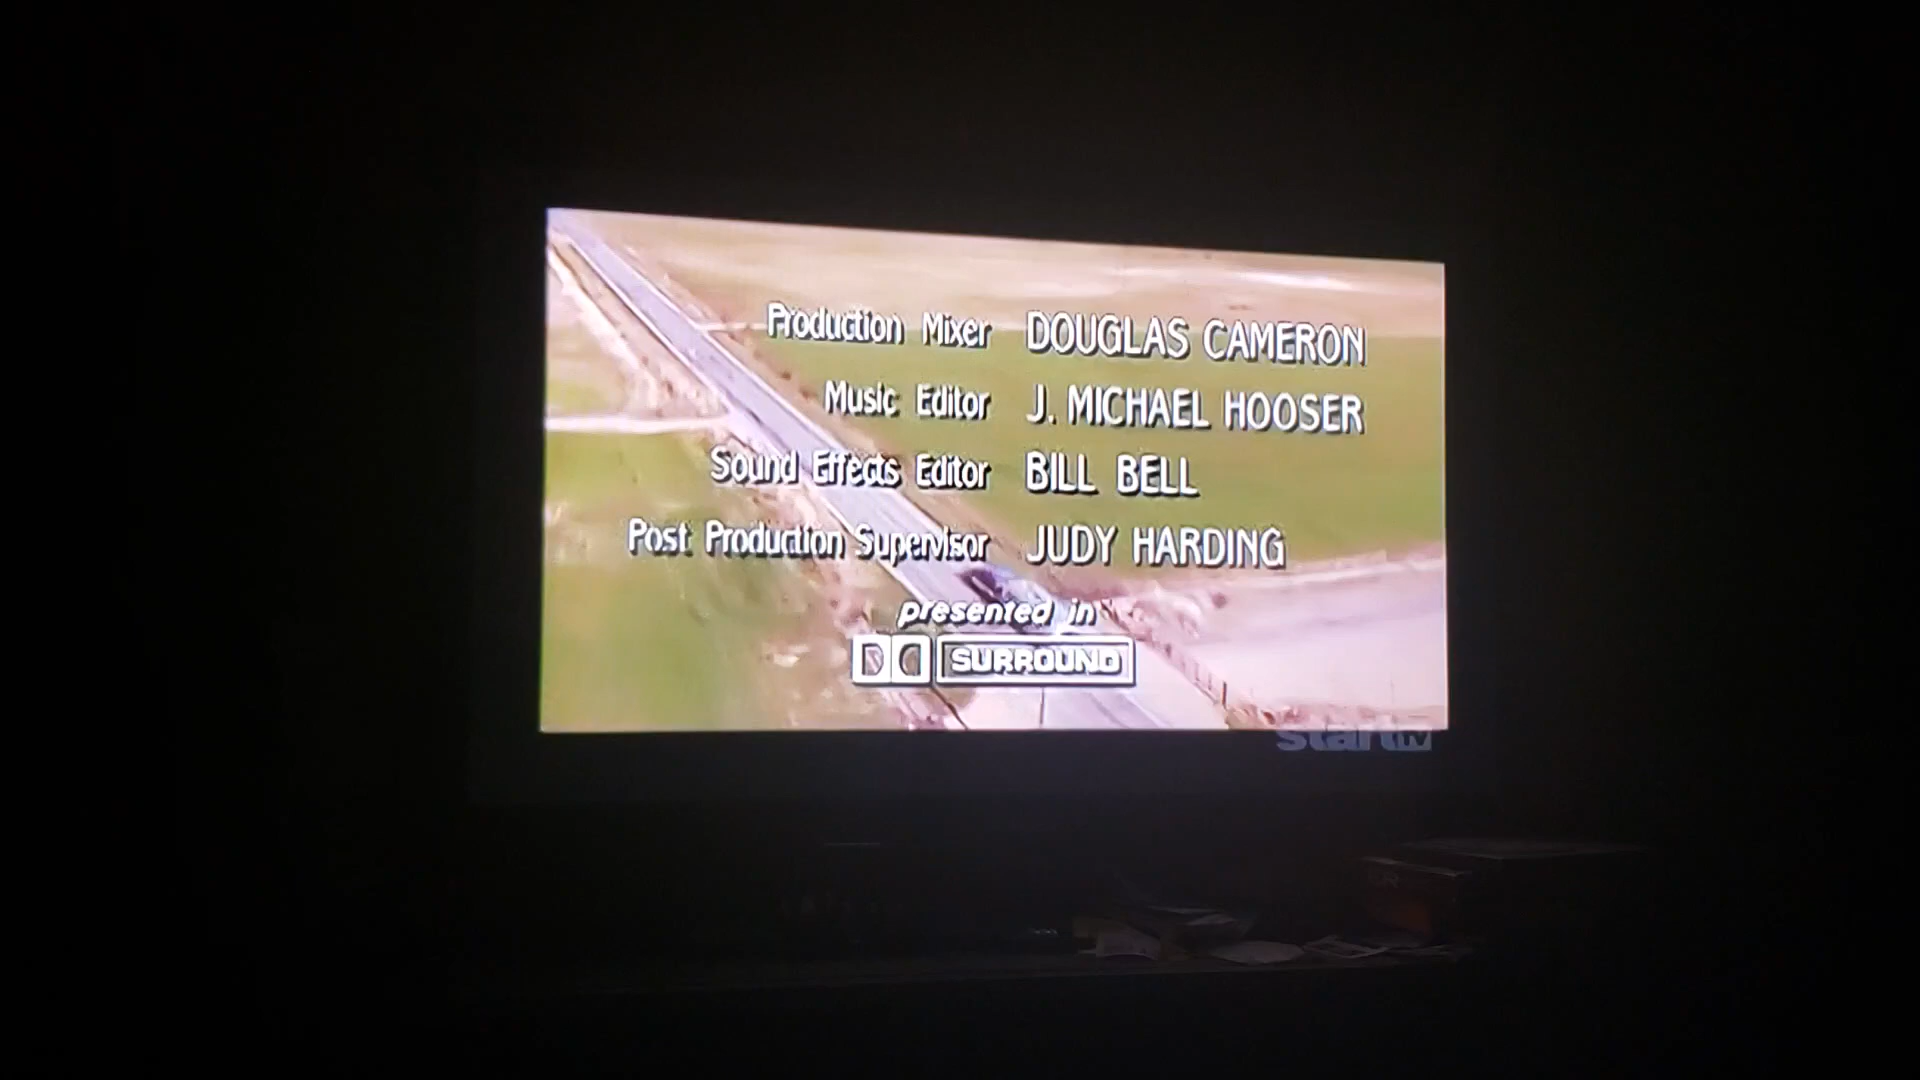 Production Mixer DOUGLAS CAMERON
Music Editor J. MICHAEL HOOSER
Sound Effects Editor BILL BELL
Post Production Supervisor JUDY HARDING
presented in
SURROUND
start TV